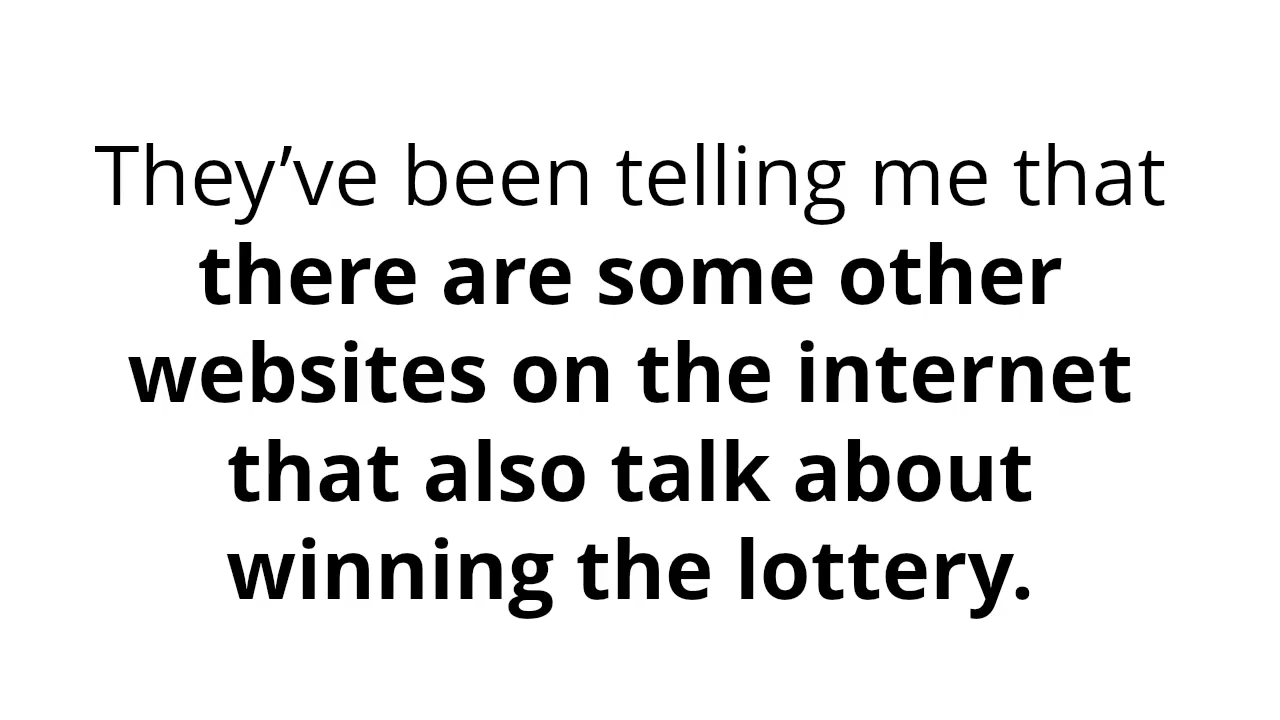 They’ve been telling me that
there are some other
websites on the internet
that also talk about
winning the lottery.